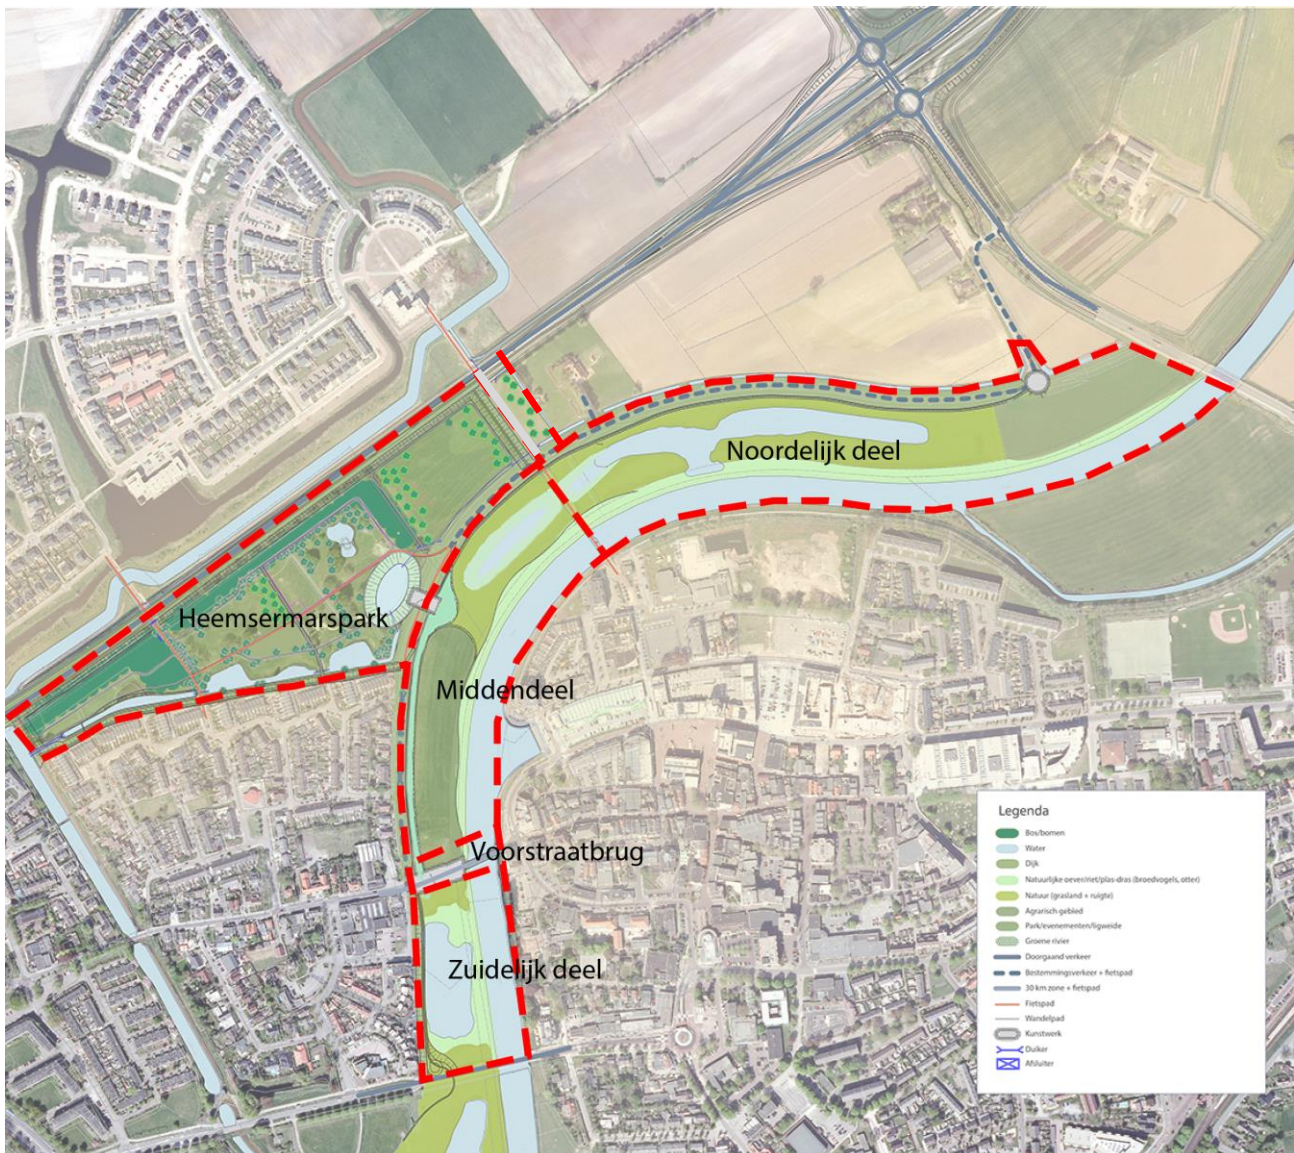 Noordelijk deel
Heemsermarspark
Middendeel
Voorstraatbrug
Zuidelijk deel
Legenda
Bos/bomen
Water
Dijk
Natuurlijke oever/riet/plas-dras (broedvogels, otter)
Natuur (grasland + ruigte)
Agrarisch gebied
Park/evenementen/ligweide
Groene rivier
Doorgaand verkeer
Bestemmingsverkeer + fietspad
30 km zone + fietspad
Fietspad
Wandelpad
Kunstwerk
Duiker
Afsluiter